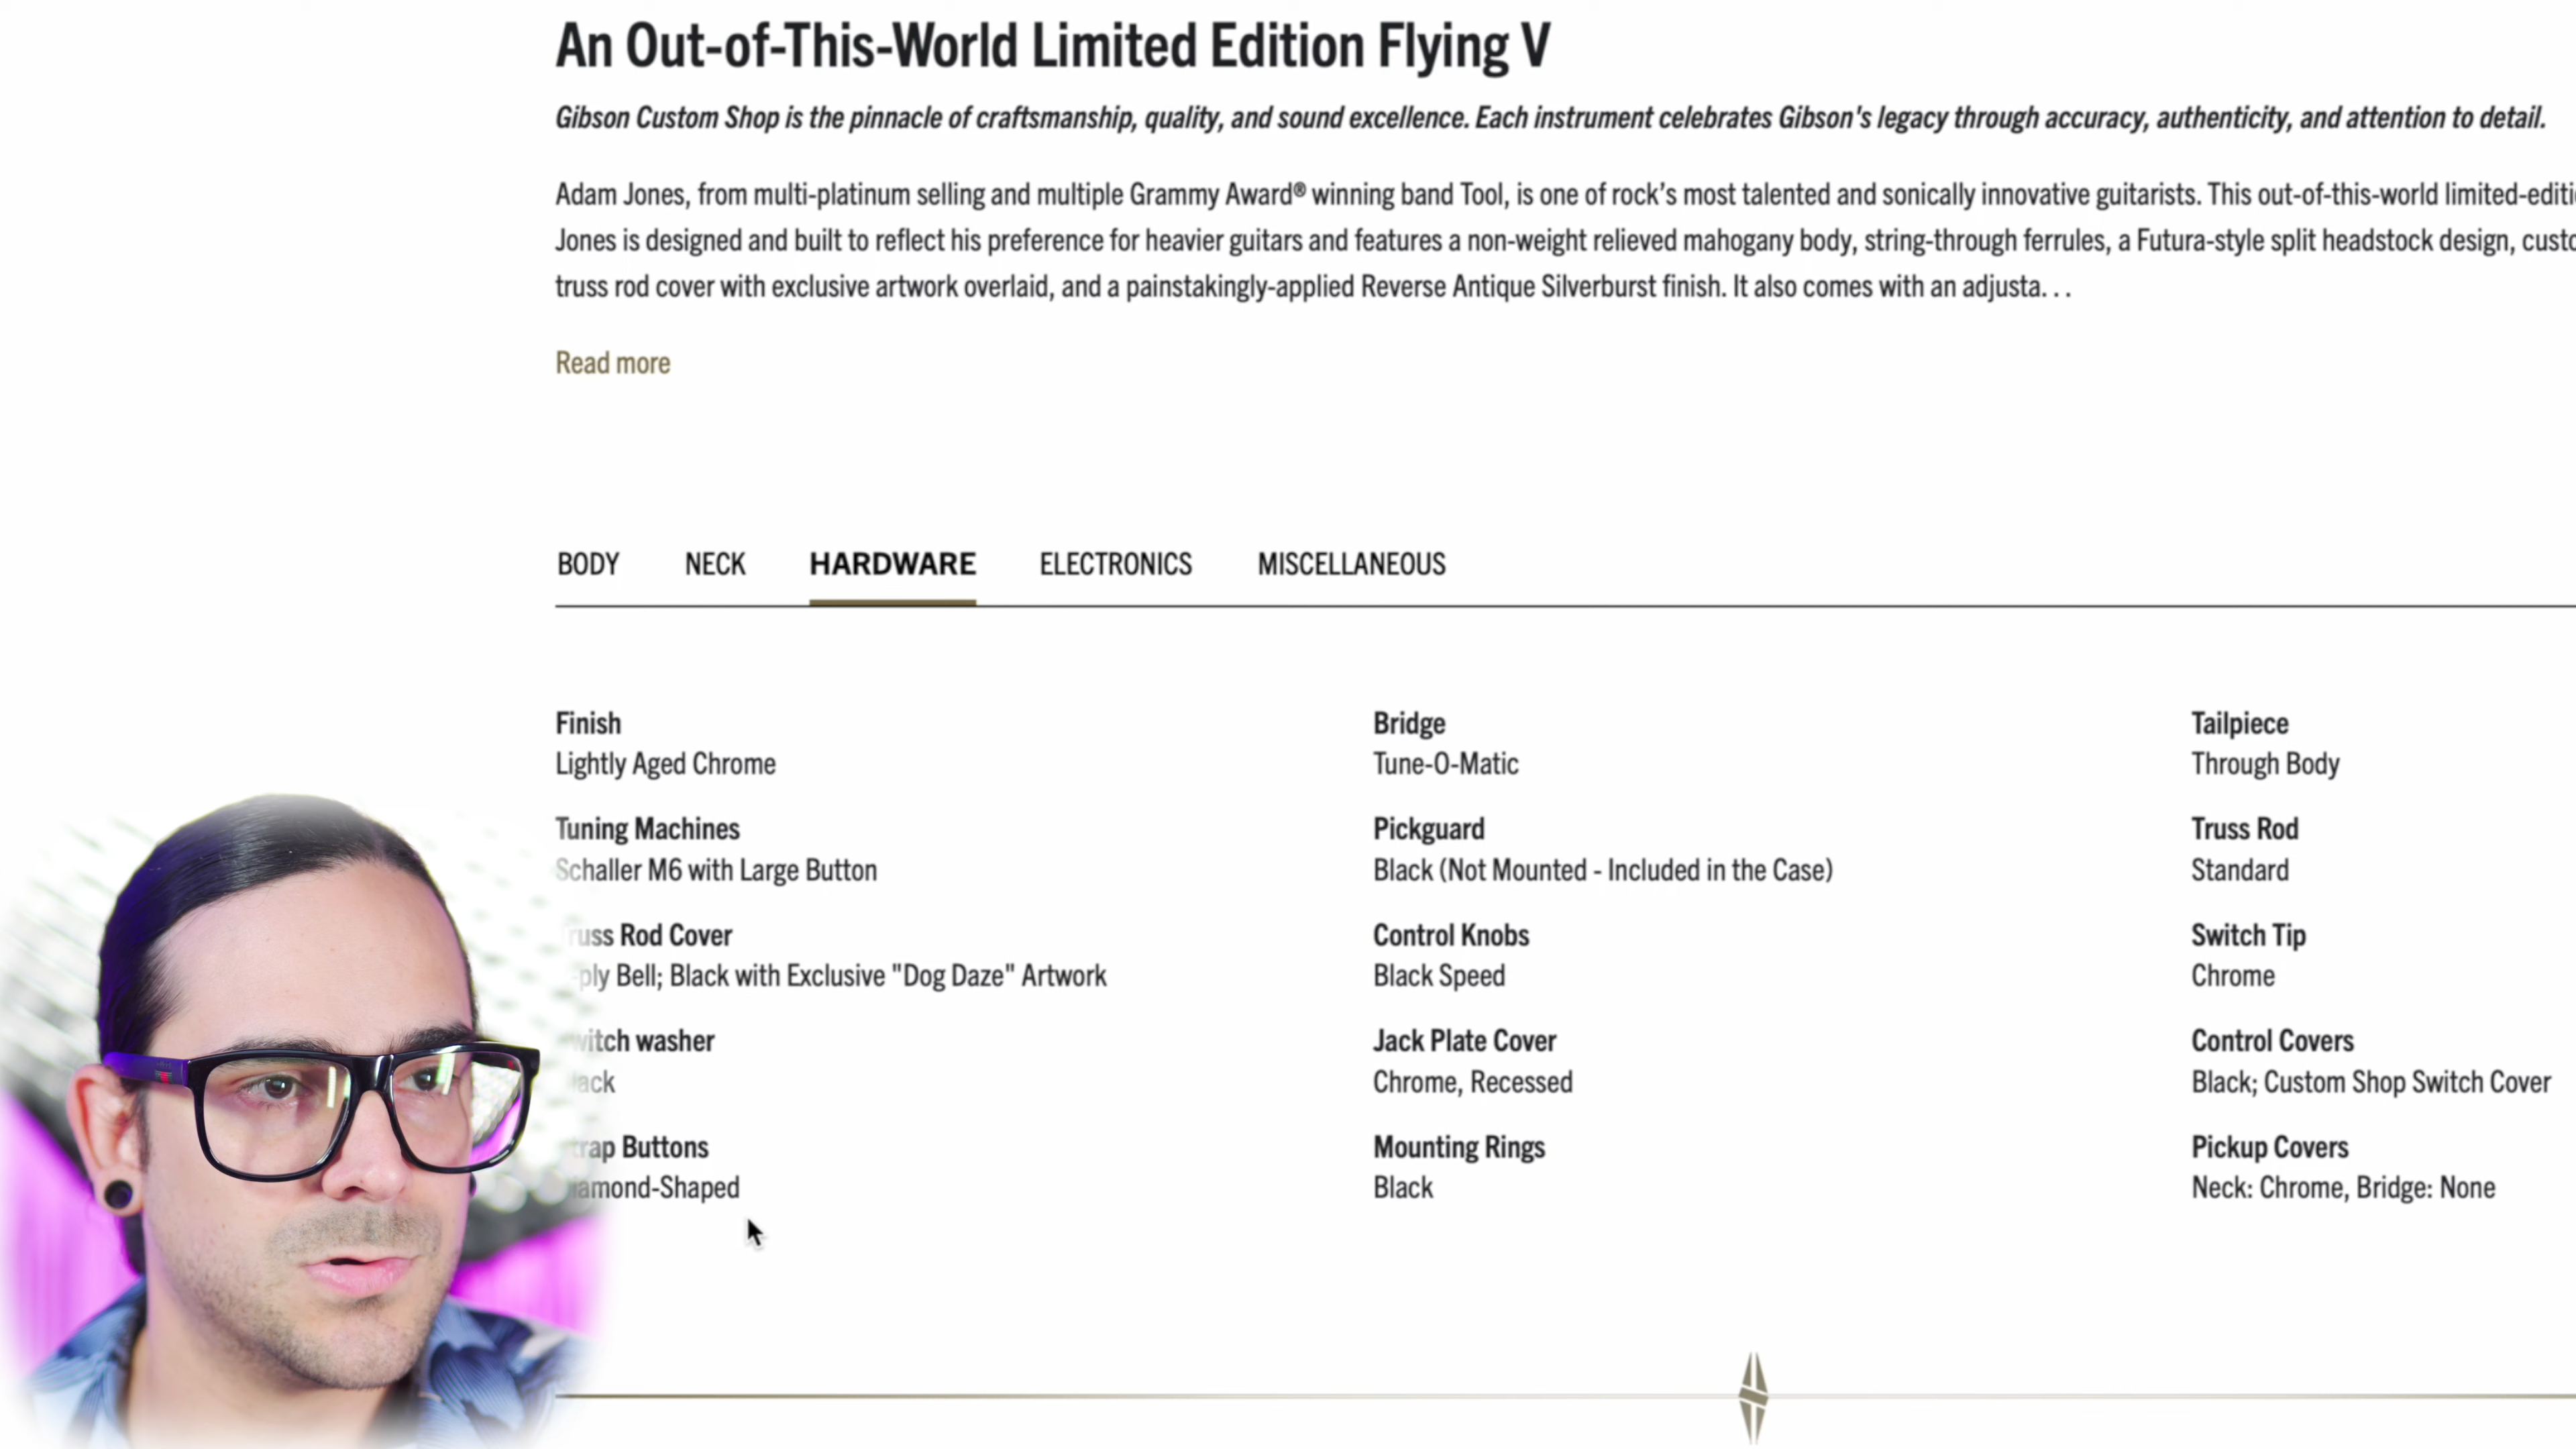 An Out-of-This-World Limited Edition Flying V
Gibson Custom Shop is the pinnacle of craftsmanship, quality, and sound excellence. Each instrument celebrates Gibson's legacy through accuracy, authenticity, and attention to detail.
Adam Jones, from multi-platinum selling and multiple Grammy Award® winning band Tool, is one of rock's most talented and sonically innovative guitarists. This out-of-this-world
Jones is designed and built to reflect his preference for heavier guitars and features a non-weight relieved mahogany body, string-through ferrules, a Futura-style split headstock design,
truss rod cover with exclusive artwork overlaid, and a painstakingly-applied Reverse Antique Silverburst finish. It also comes with an adjusta...
Read more
BODY NECK HARDWARE ELECTRONICS MISCELLANEOUS
Finish Bridge Tailpiece
Lightly Aged Chrome Tune-O-Matic Through Body
Tuning Machines Pickguard Truss Rod
Schaller M6 with Large Button Black (Not Mounted - Included in the Case) Standard
Truss Rod Cover Control Knobs Switch Tip
Bell; Black with Exclusive "Dog Daze" Artwork Black Speed Chrome
washer Jack Plate Cover Control Covers
Chrome, Recessed Black; Custom Shop Switch Cover
Buttons Mounting Rings Pickup Covers
Black Neck: Chrome, Bridge: None